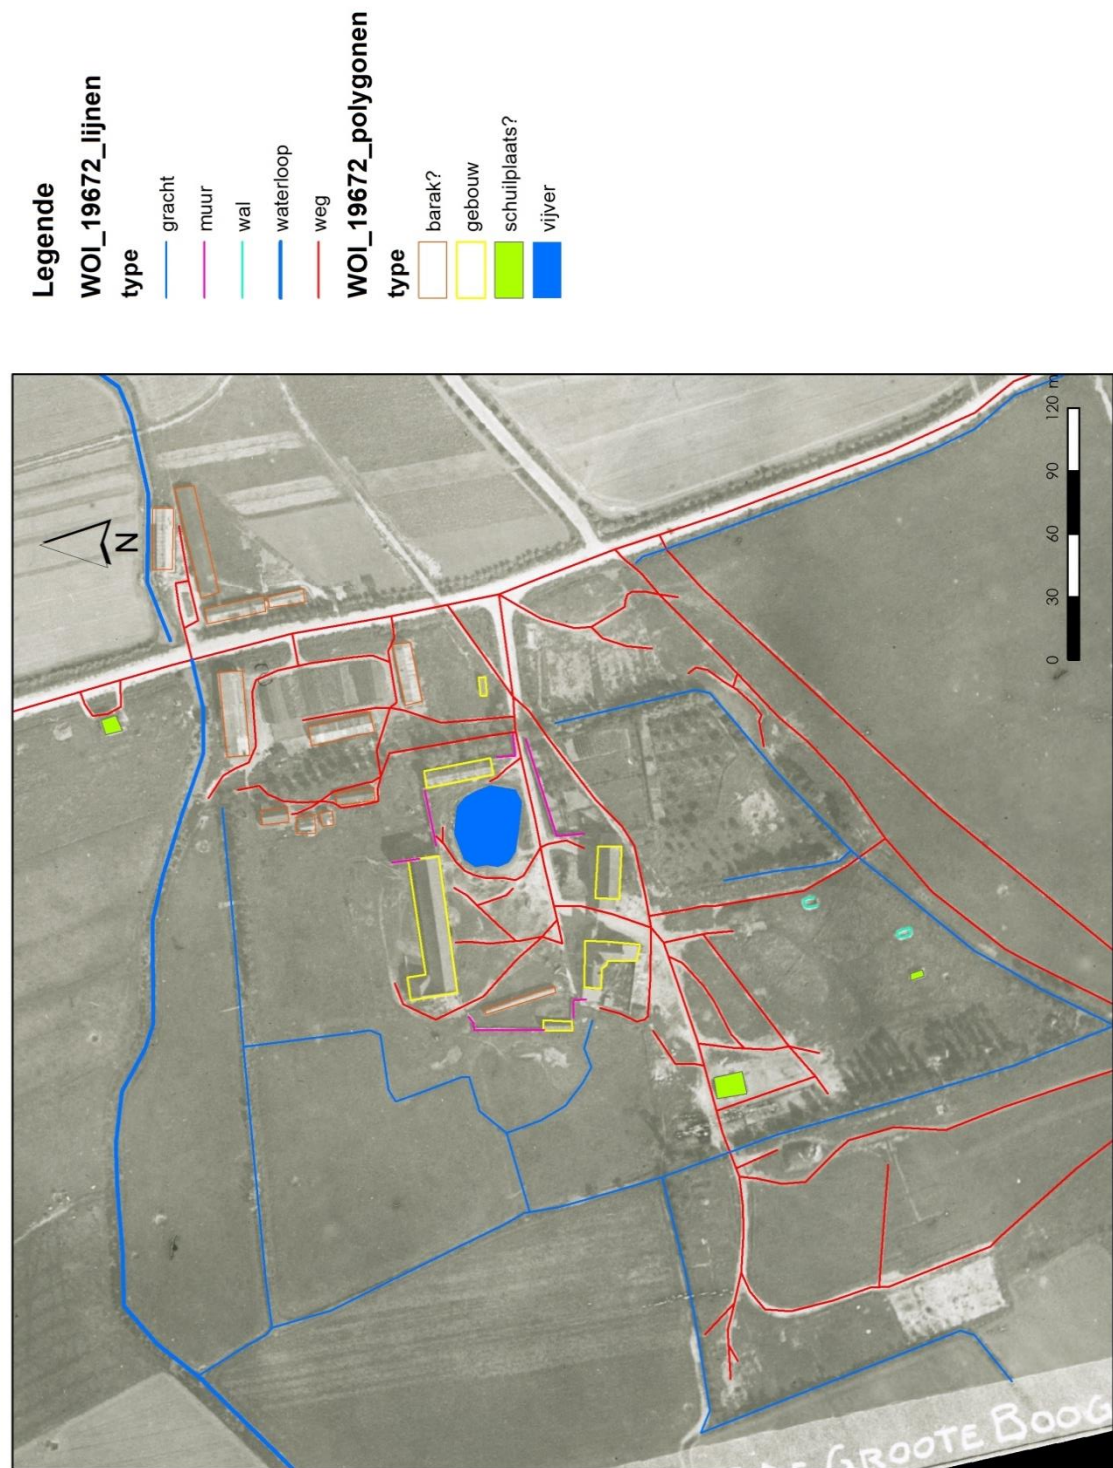 Legende
WOI_19672_lijnen
type
gracht
muur
wal
waterloop
weg
WOI_19672_polygonen
type
barak?
gebouw
schuilplaats?
vijver
N
0 30 60 90 120 m
GROOTE BOOG